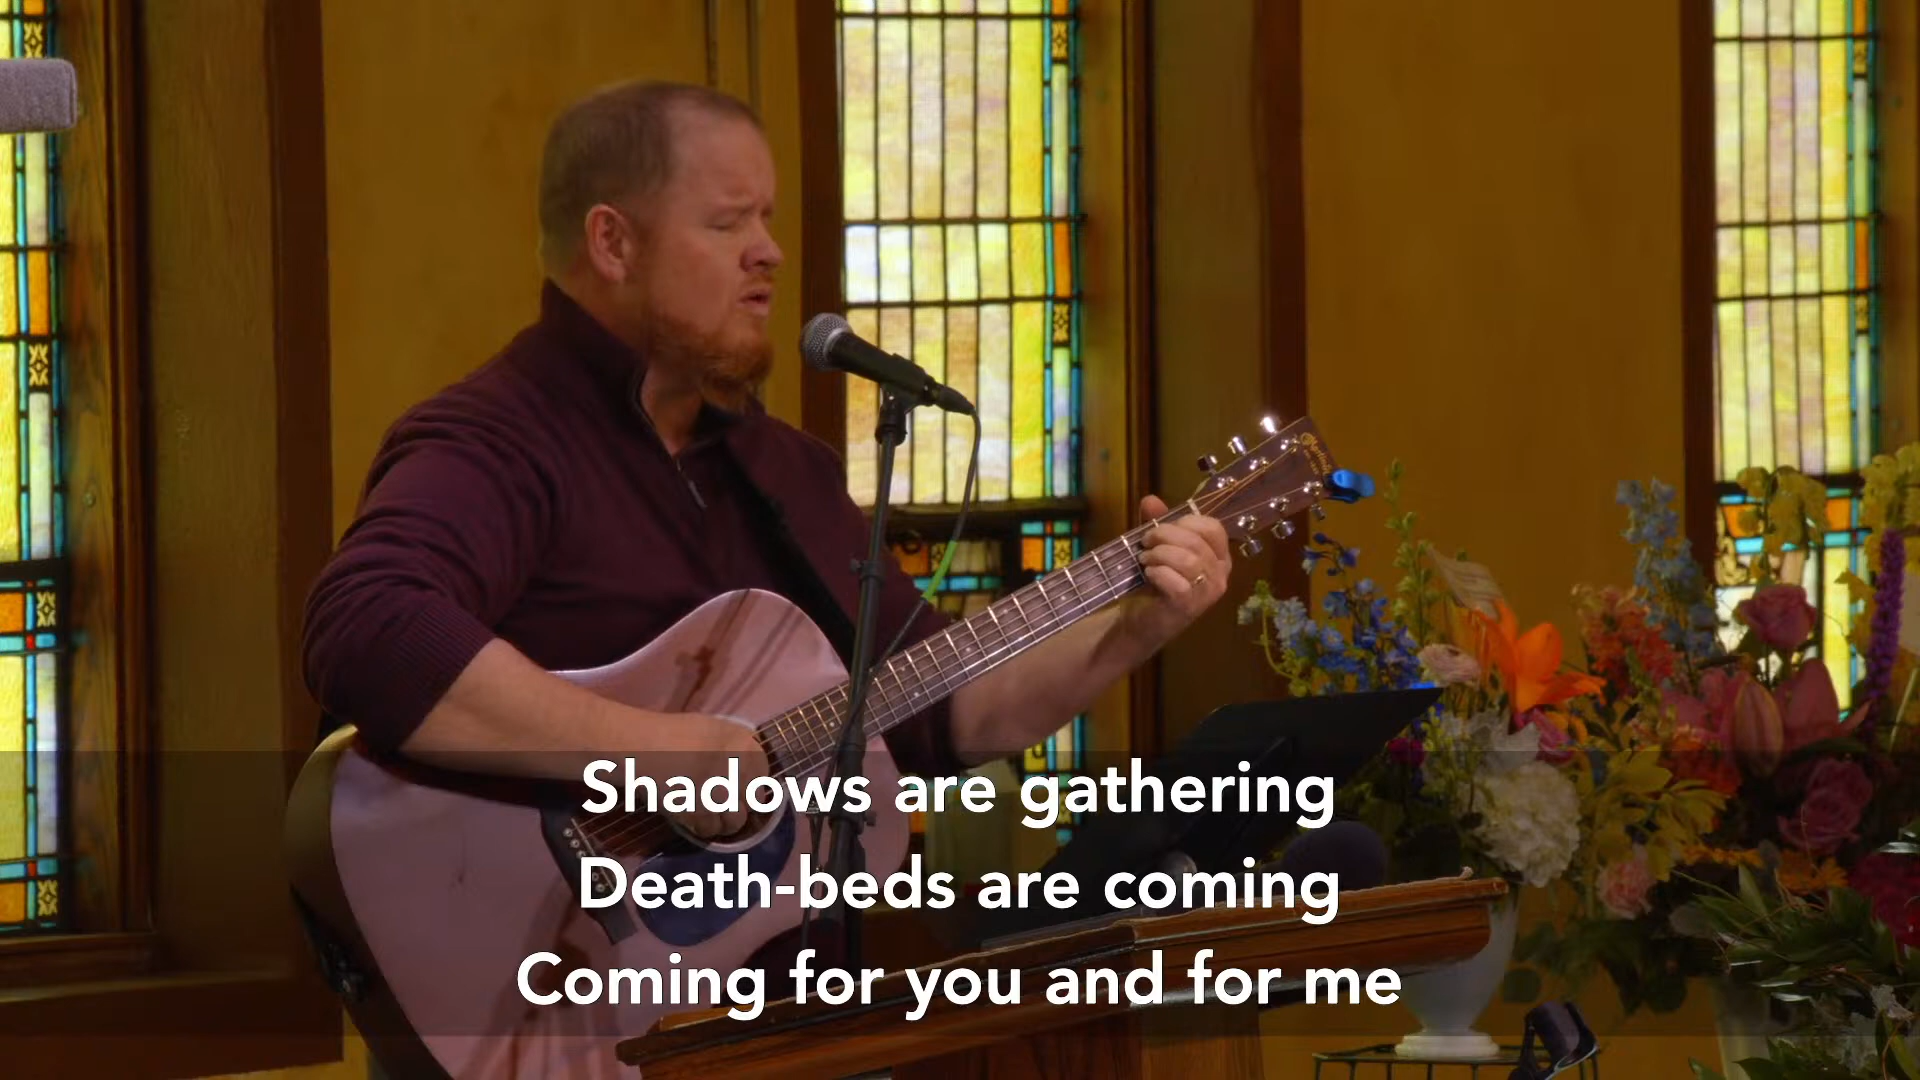 Shadows are gathering
Death-beds are coming
Coming for you and for me